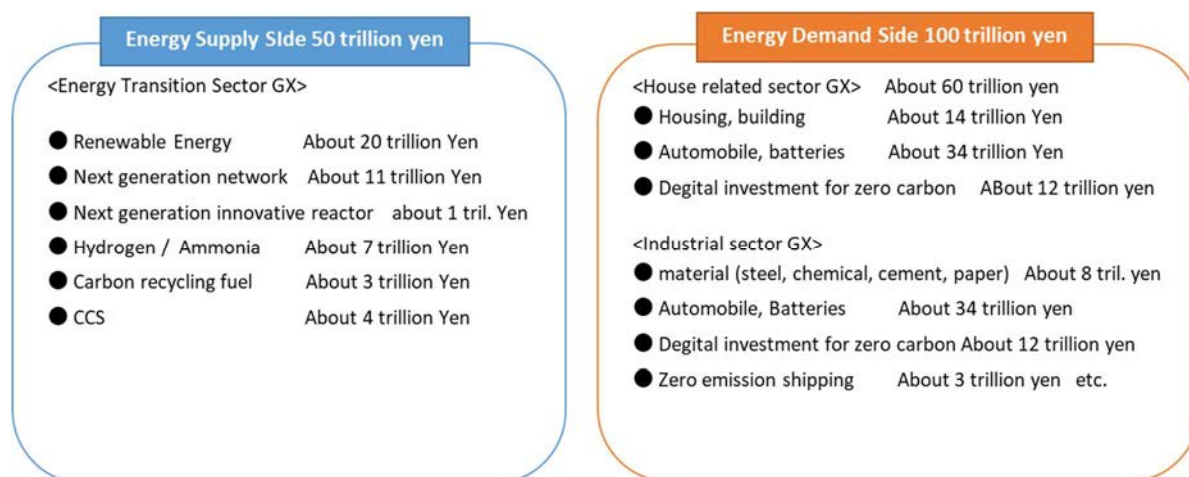 Energy Supply SIde 50 trillion yen
<Energy Transition Sector GX>
● Renewable Energy About 20 trillion Yen
● Next generation network About 11 trillion Yen
● Next generation innovative reactor about 1 tril. Yen
● Hydrogen / Ammonia About 7 trillion Yen
● Carbon recycling fuel About 3 trillion Yen
● CCS About 4 trillion Yen
Energy Demand Side 100 trillion yen
<House related sector GX> About 60 trillion yen
● Housing, building About 14 trillion Yen
● Automobile, batteries About 34 trillion Yen
● Degital investment for zero carbon ABout 12 trillion yen
<Industrial sector GX>
● material (steel, chemical, cement, paper) About 8 tril. yen
● Automobile, Batteries About 34 trillion yen
● Degital investment for zero carbon About 12 trillion yen
● Zero emission shipping About 3 trillion yen etc.